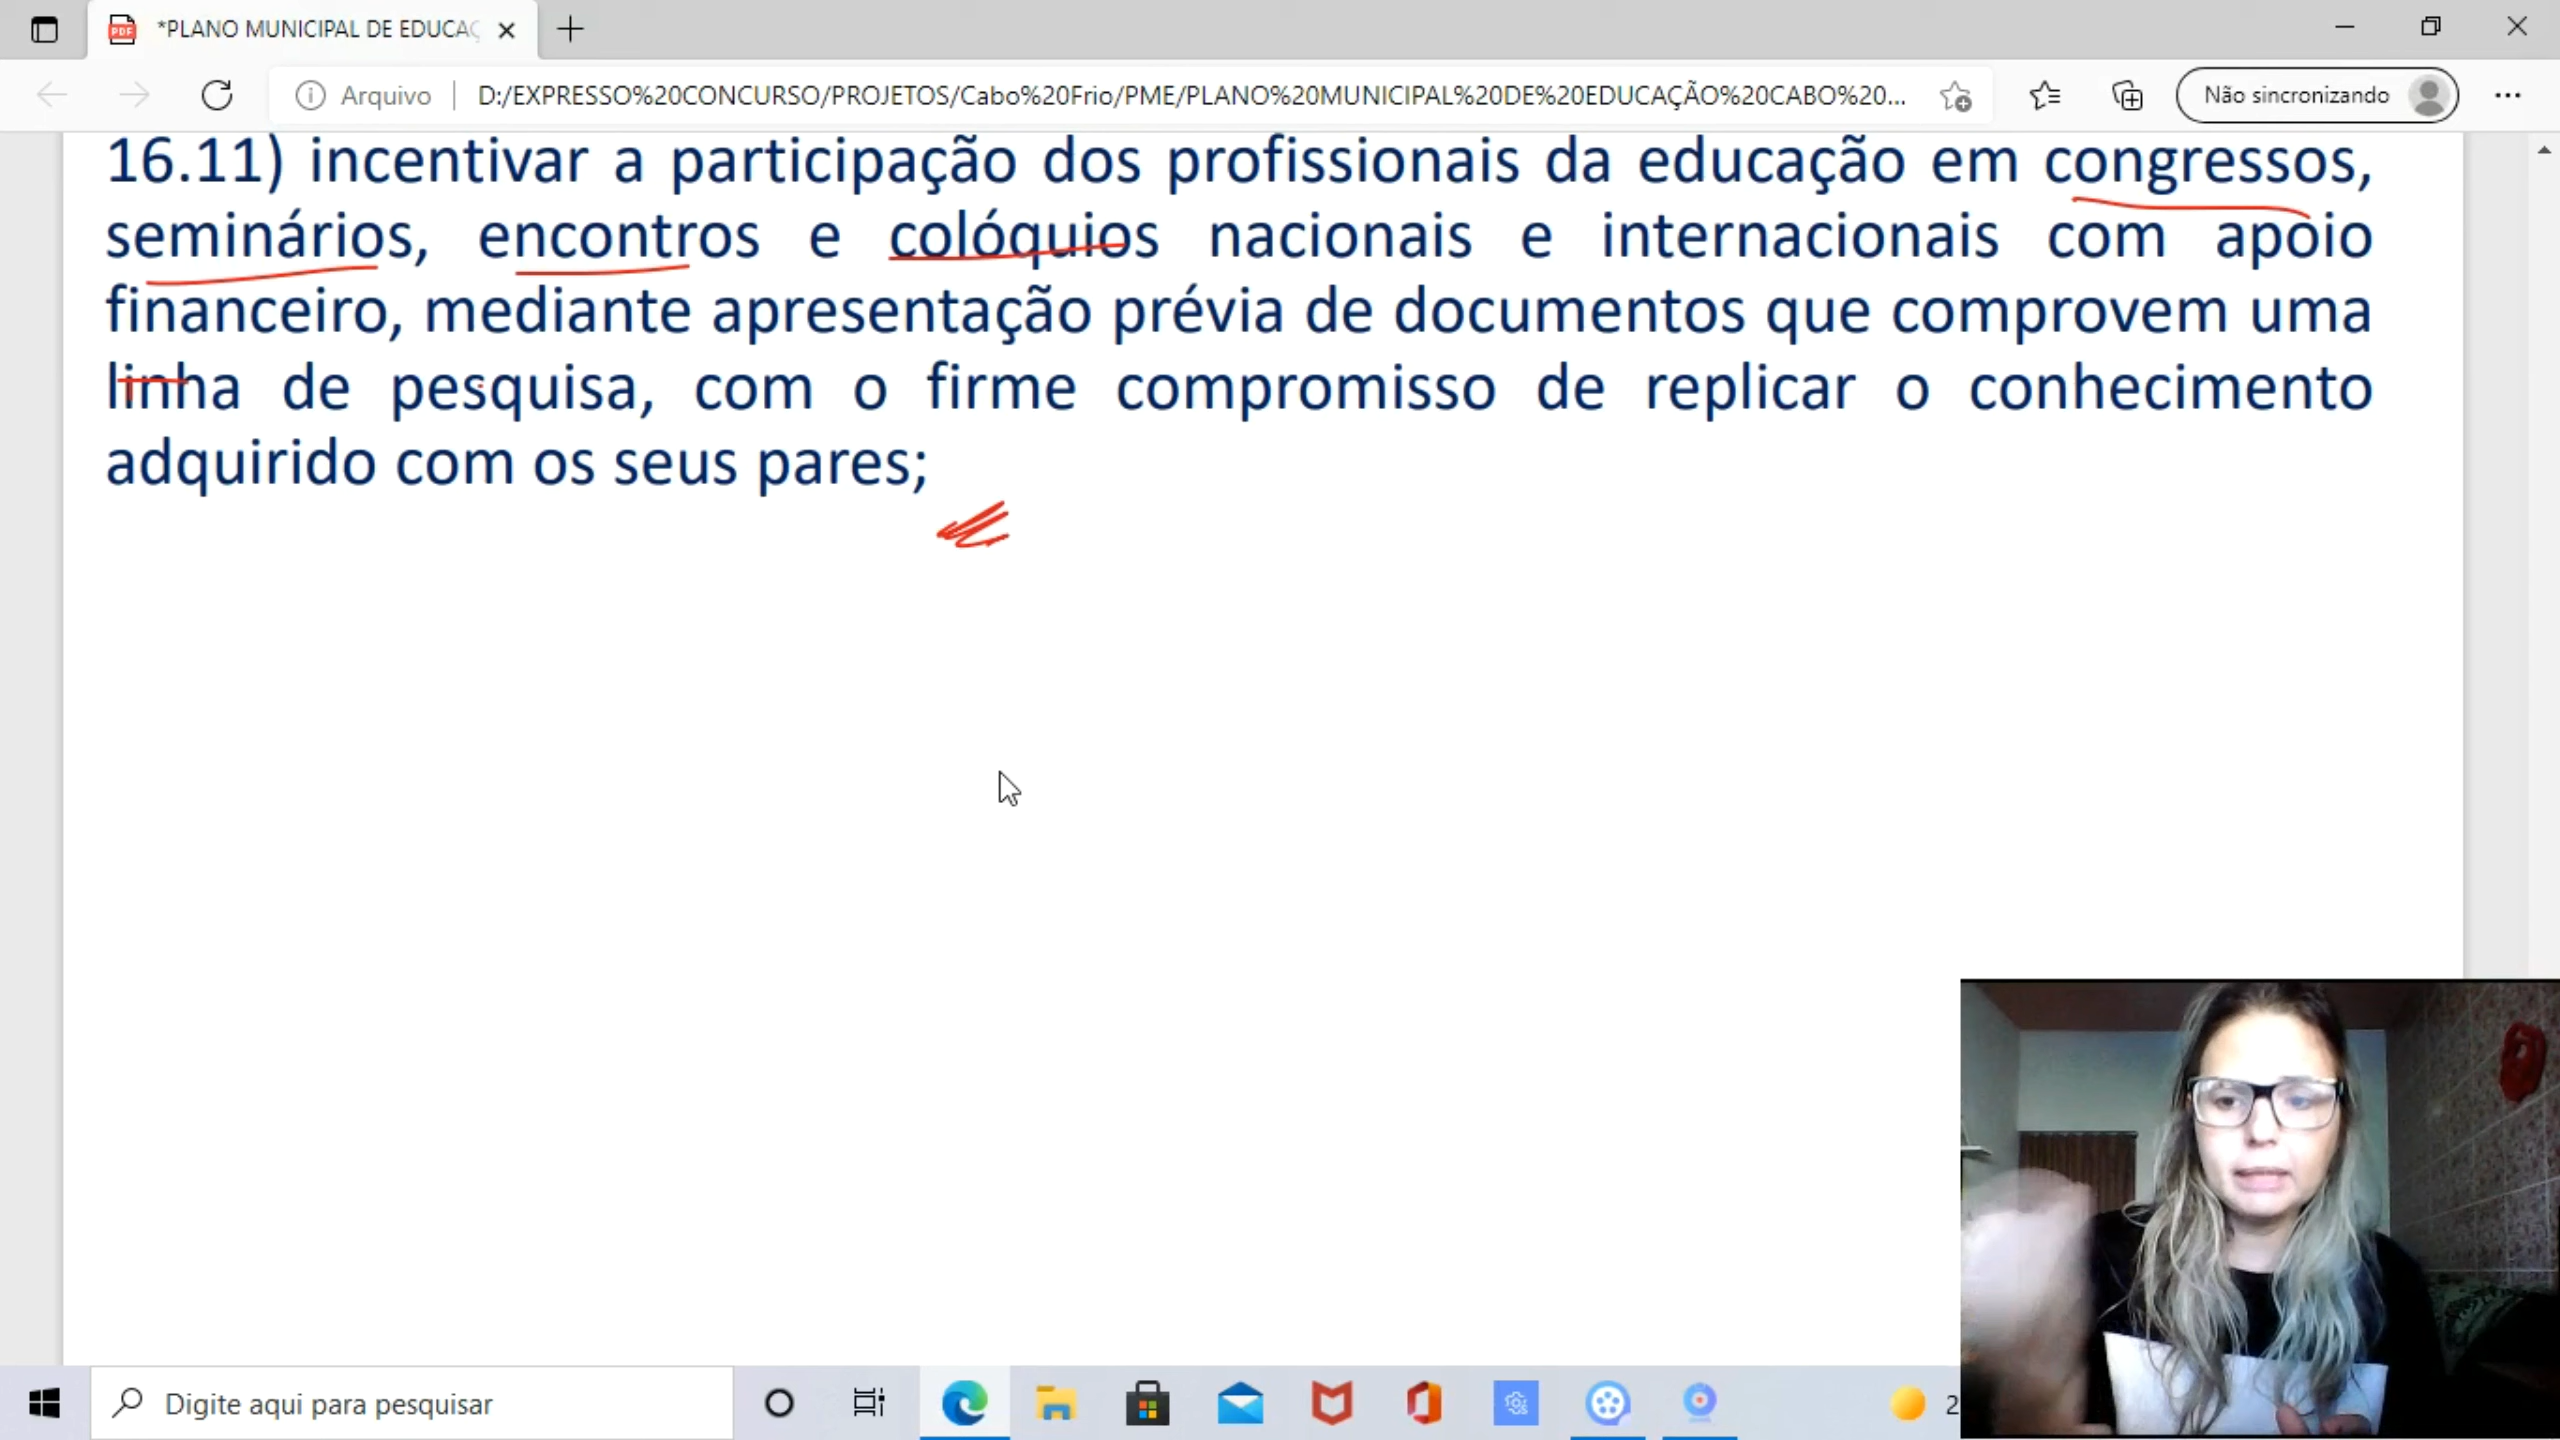 *PLANO MUNICIPAL DE EDUCAÇ
Arquivo
D:/EXPRESSO%20CONCURSO/PROJETOS/Cabo%20Frio/PME/PLANO%20MUNICIPAL%20DE%20EDUCAÇÃO%20CABO%20...
Não sincronizando
16.11) incentivar a participação dos profissionais da educação em congressos,
seminários, encontros e colóquios nacionais e internacionais com apoio
financeiro, mediante apresentação prévia de documentos que comprovem uma
linha de pesquisa, com o firme compromisso de replicar o conhecimento
adquirido com os seus pares;
Digite aqui para pesquisar
2